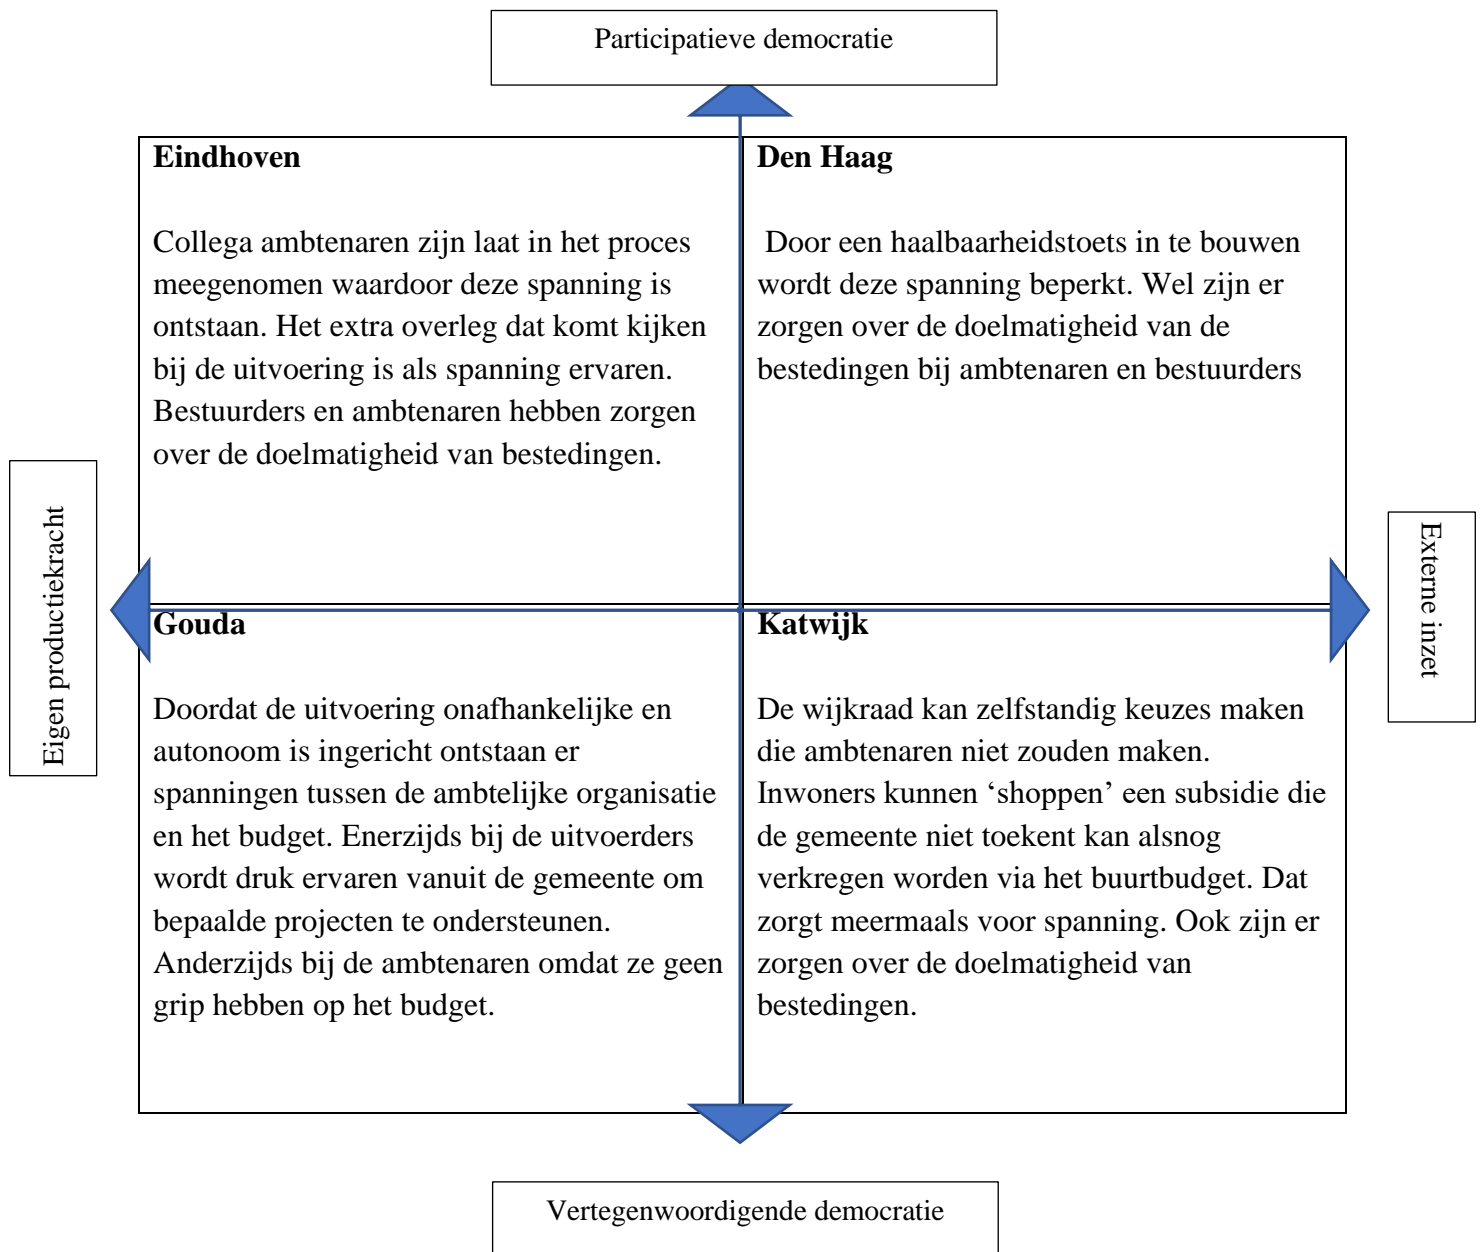 Participatieve democratie
Eindhoven
Collega ambtenaren zijn laat in het proces
meegenomen waardoor deze spanning is
ontstaan. Het extra overleg dat komt kijken
bij de uitvoering is als spanning ervaren.
Bestuurders en ambtenaren hebben zorgen
over de doelmatigheid van bestedingen.
Den Haag
Door een haalbaarheidstoets in te bouwen
wordt deze spanning beperkt. Wel zijn er
zorgen over de doelmatigheid van de
bestedingen bij ambtenaren en bestuurders
Eigen productiekracht
Externe inzet
Gouda
Doordat de uitvoering onafhankelijke en
autonoom is ingericht ontstaan er
spanningen tussen de ambtelijke organisatie
en het budget. Enerzijds bij de uitvoerders
wordt druk ervaren vanuit de gemeente om
bepaalde projecten te ondersteunen.
Anderzijds bij de ambtenaren omdat ze geen
grip hebben op het budget.
Katwijk
De wijkraad kan zelfstandig keuzes maken
die ambtenaren niet zouden maken.
Inwoners kunnen ‘shoppen’ een subsidie die
de gemeente niet toekent kan alsnog
verkregen worden via het buurtbudget. Dat
zorgt meermaals voor spanning. Ook zijn er
zorgen over de doelmatigheid van
bestedingen.
Vertegenwoordigende democratie